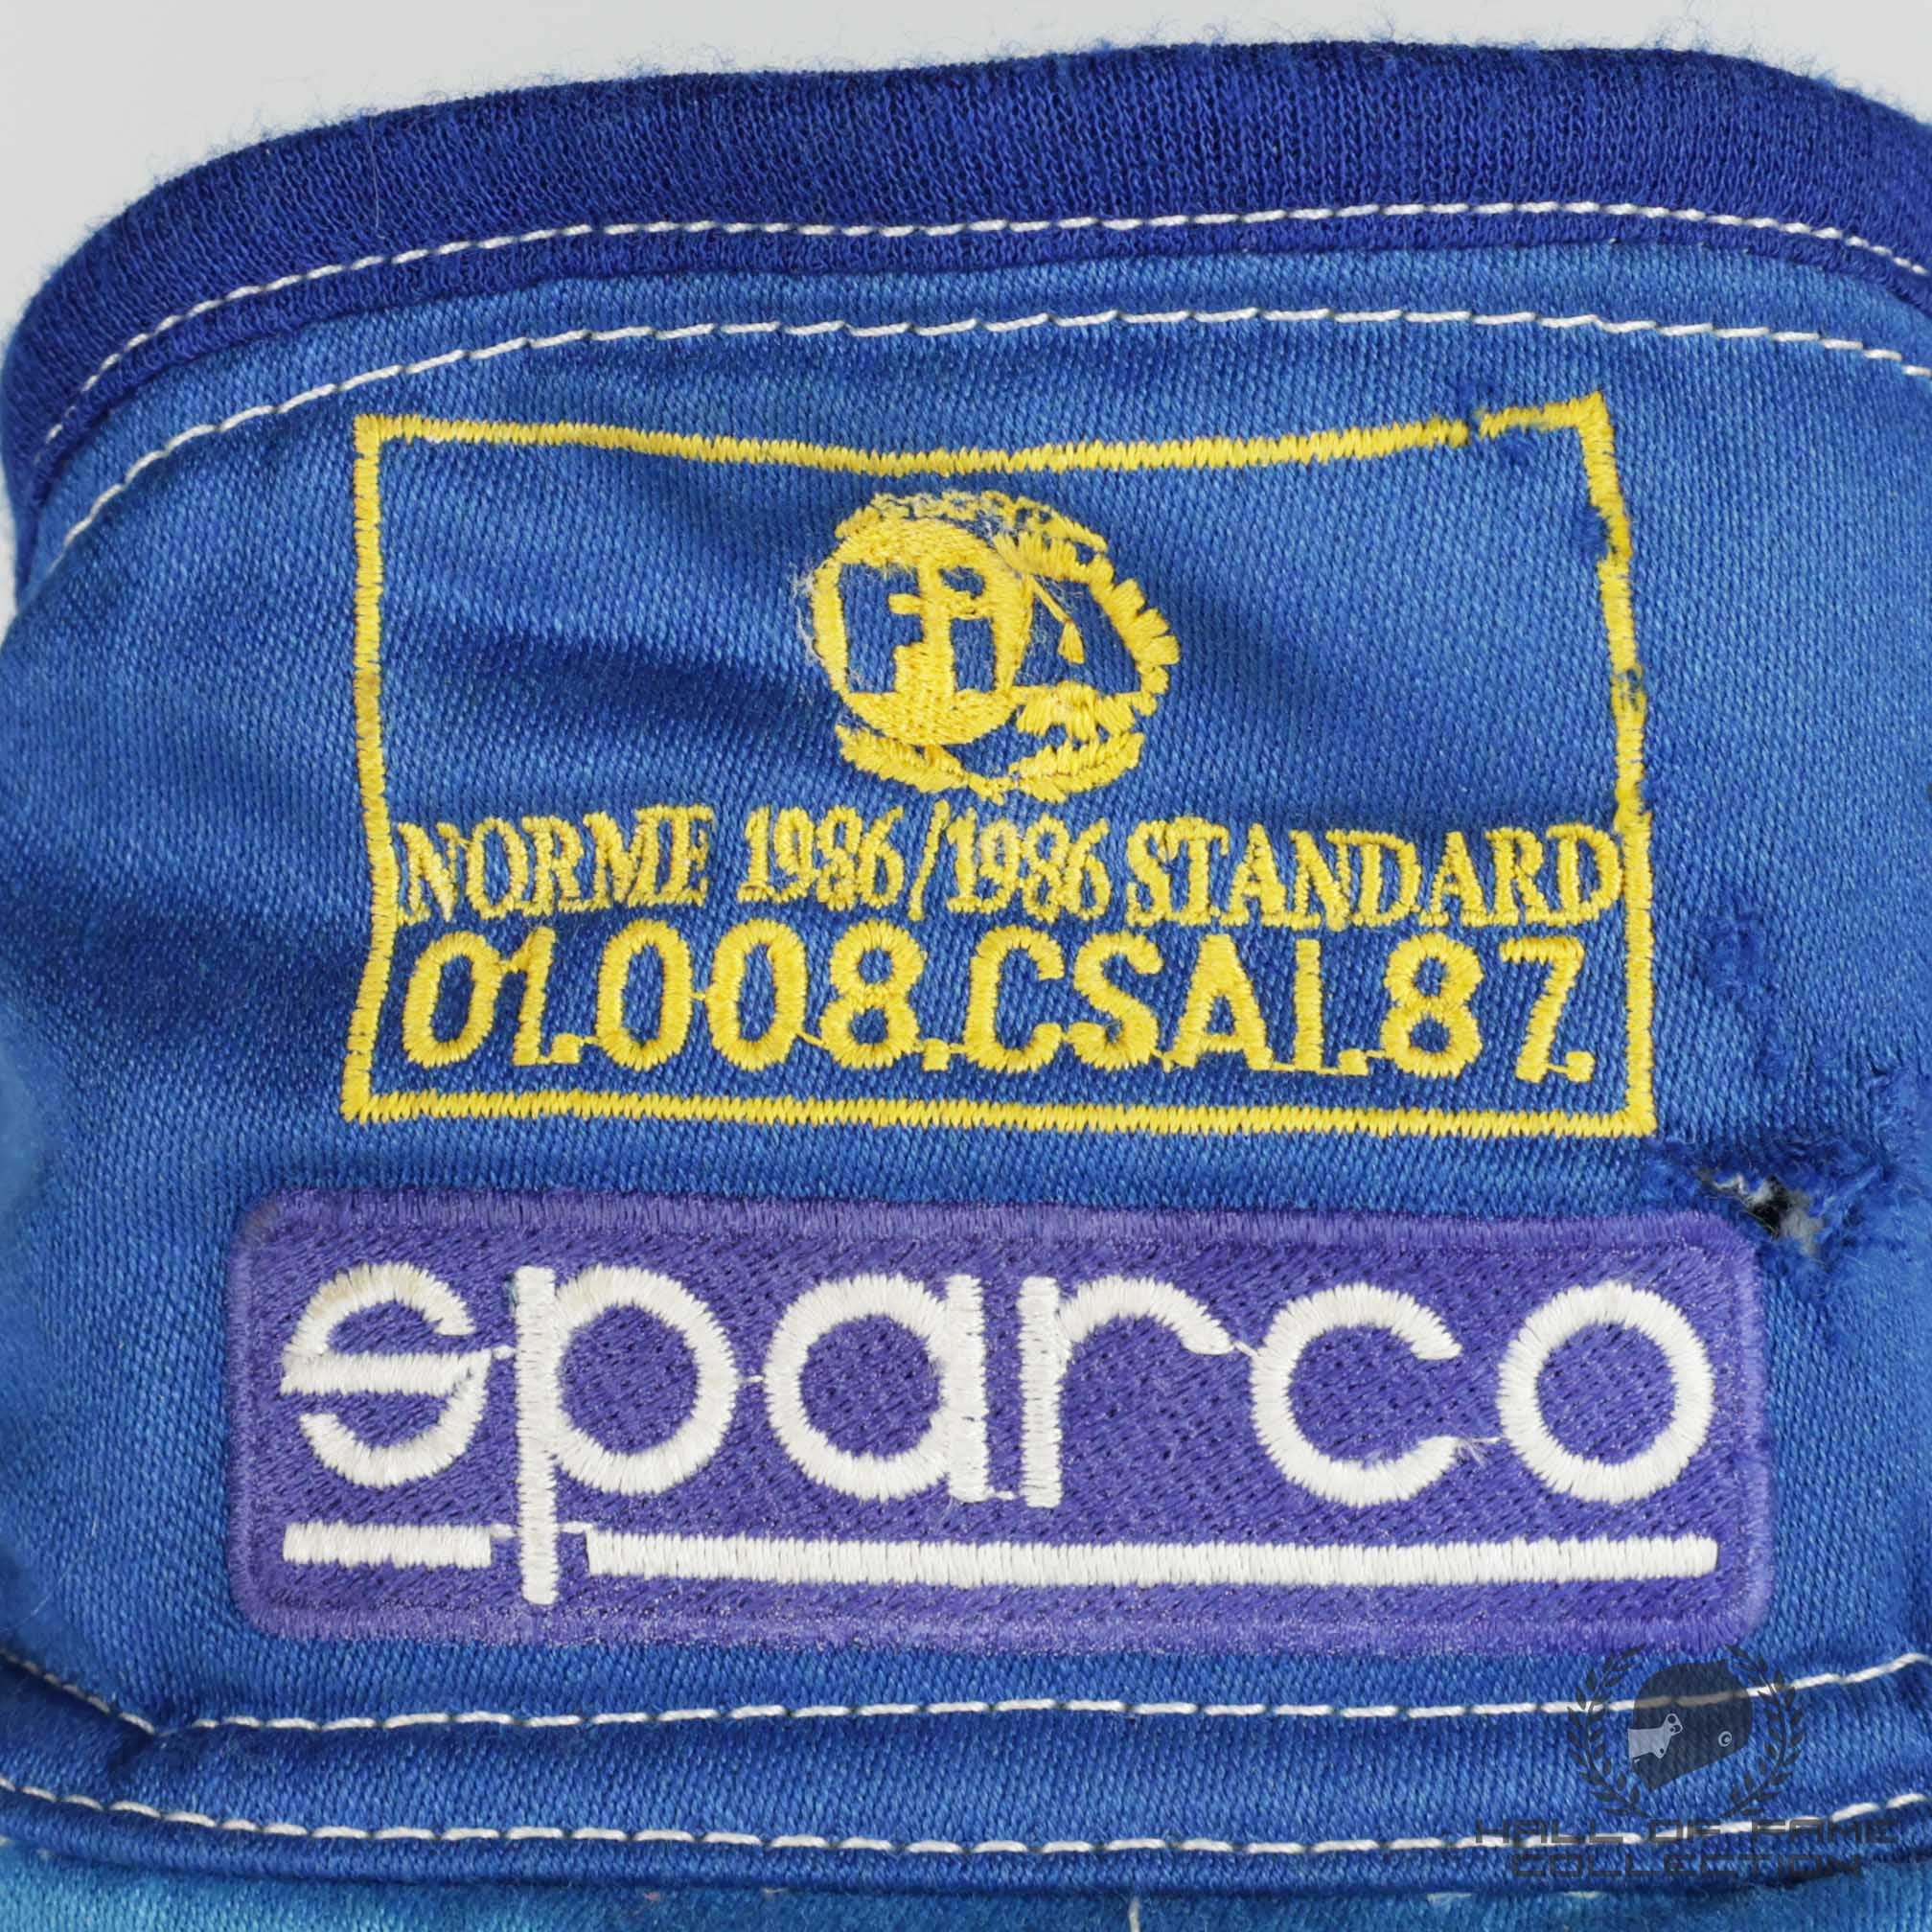 FIA
NORME 1986/1986 STANDARD
01.008.CSAI.87.
sparco
HALL OF FAME
COLLECTION